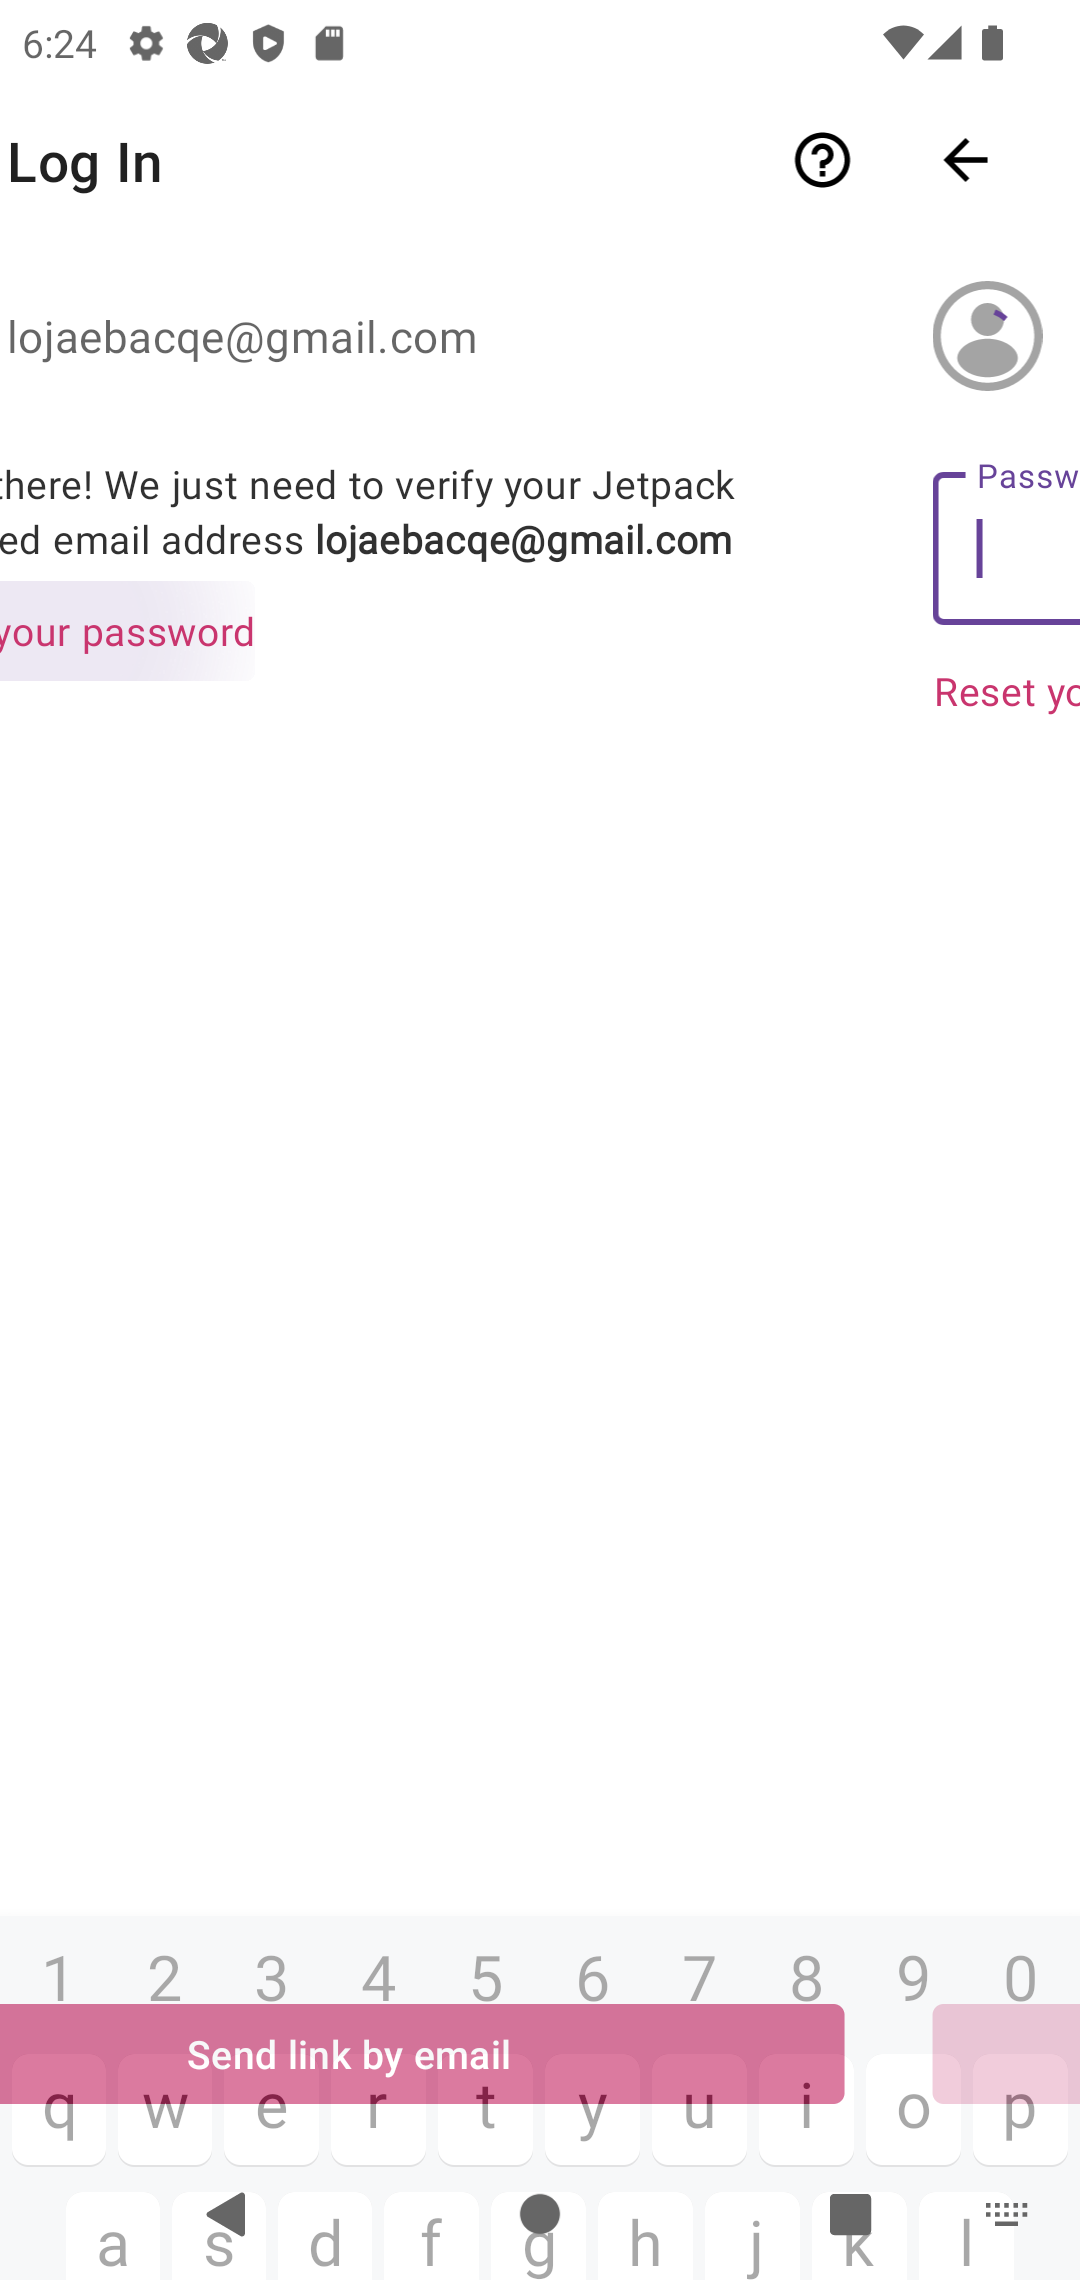 6:24
Log In
lojaebacqe@gmail.com
there! We just need to verify your Jetpack
ed email address lojaebacqe@gmail.com
Passw
your password
Reset yo
1 2 3 4 5 6 7 8 9 0
Send link by email
q w e r t y u i o p
a s d f g h j k l